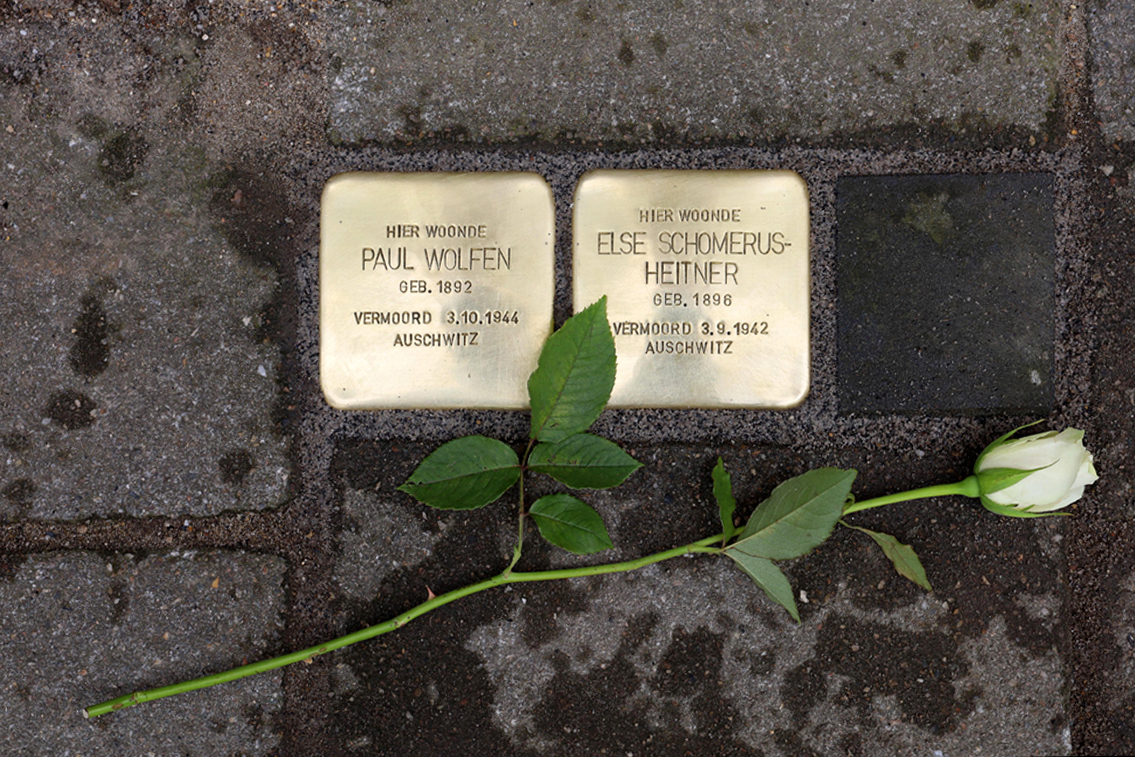 HIER WOONDE
PAUL WOLFEN
GEB. 1892
VERMOORD 3.10.1944
AUSCHWITZ
HIER WOONDE
ELSE SCHOMERUS-
HEITNER
GEB. 1896
VERMOORD 3.9.1942
AUSCHWITZ